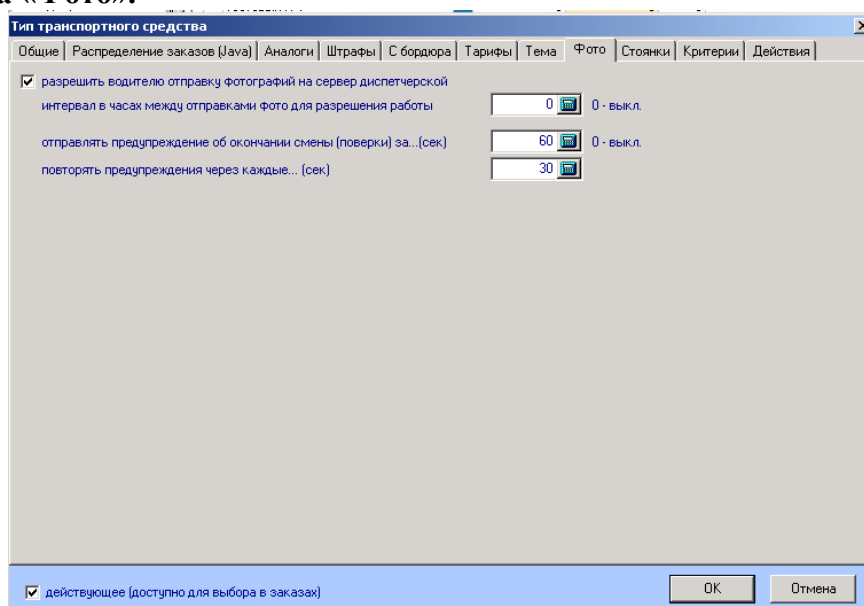 «Фото».
Тип транспортного средства
Общие Распределение заказов (Java) Аналоги Штрафы С бордюра Тарифы Тема Фото Стоянки Критерии Действия
разрешить водителю отправку фотографий на сервер диспетчерской
интервал в часах между отправками фото для разрешения работы 0 0 - выкл.
отправлять предупреждение об окончании смены (поверки) за...(сек) 60 0 - выкл.
повторять предупреждения через каждые... (сек) 30
действующее (доступно для выбора в заказах) OK Отмена